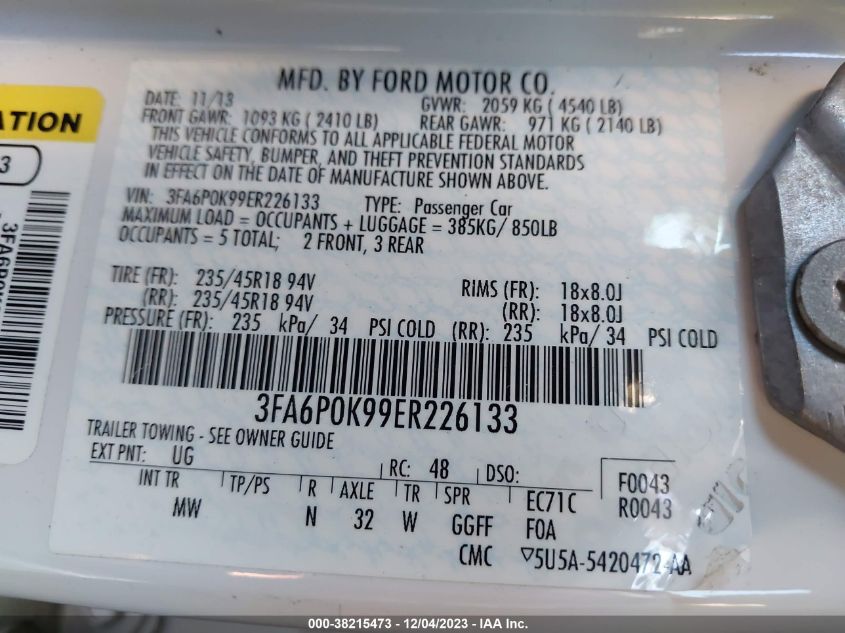 MFD. BY FORD MOTOR CO.
DATE: 11/13 GVWR: 2059 KG ( 4540 LB)
FRONT GAWR: 1093 KG ( 2410 LB) REAR GAWR: 971 KG ( 2140 LB)
THIS VEHICLE CONFORMS TO ALL APPLICABLE FEDERAL MOTOR
VEHICLE SAFETY, BUMPER, AND THEFT PREVENTION STANDARDS
IN EFFECT ON THE DATE OF MANUFACTURE SHOWN ABOVE.
VIN: 3FA6P0K99ER226133 TYPE: Passenger Car
MAXIMUM LOAD = OCCUPANTS + LUGGAGE = 385KG/ 850LB
OCCUPANTS = 5 TOTAL; 2 FRONT, 3 REAR
TIRE (FR): 235/45R18 94V RIMS (FR): 18x8.0J
(RR): 235/45R18 94V (RR): 18x8.0J
PRESSURE (FR): 235 kPa/ 34 PSI COLD (RR): 235 kPa/ 34 PSI COLD
3FA6P0K99ER226133
TRAILER TOWING - SEE OWNER GUIDE
EXT PNT: UG RC: 48 DSO: F0043
INT TR TP/PS R AXLE TR SPR EC71C R0043
MW N 32 W GGFF F0A
CMC ▽5U5A-5420472-AA
ATION
3
000-38215473 - 12/04/2023 - IAA Inc.